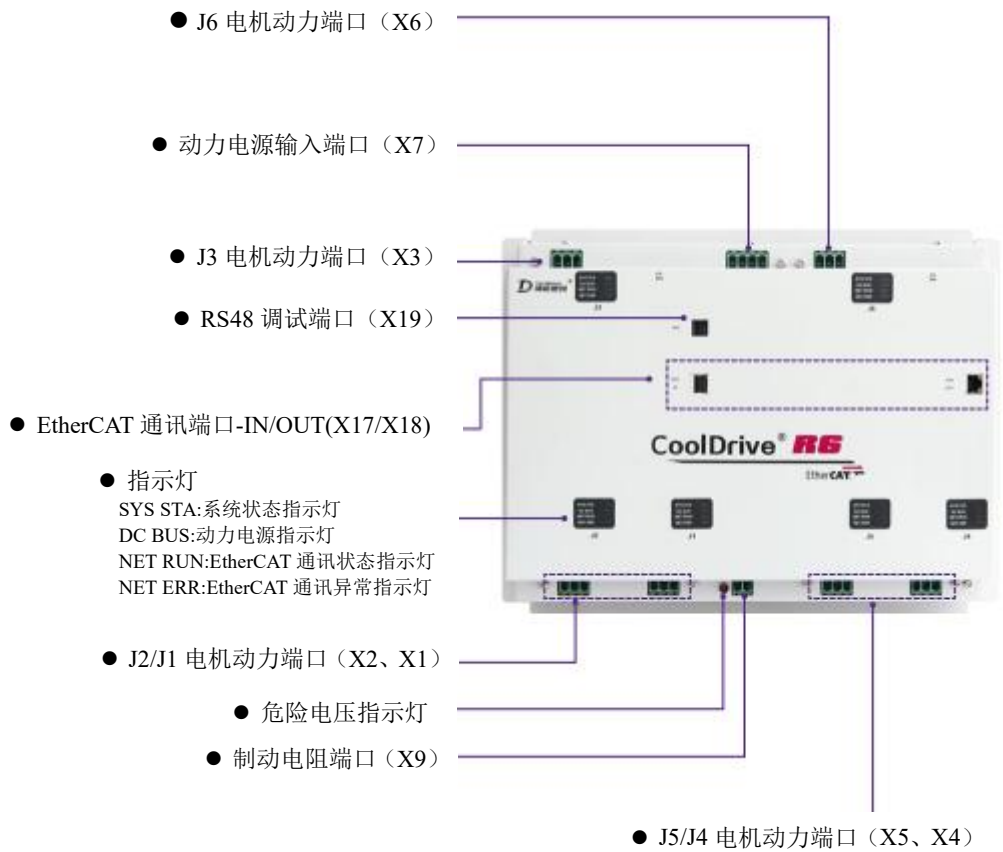 ● J6 电机动力端口（X6）
● 动力电源输入端口（X7）
● J3 电机动力端口（X3）
● RS48 调试端口（X19）
● EtherCAT 通讯端口-IN/OUT(X17/X18)
CoolDrive® R6
EtherCAT
● 指示灯
SYS STA:系统状态指示灯
DC BUS:动力电源指示灯
NET RUN:EtherCAT 通讯状态指示灯
NET ERR:EtherCAT 通讯异常指示灯
● J2/J1 电机动力端口（X2、X1）
● 危险电压指示灯
● 制动电阻端口（X9）
● J5/J4 电机动力端口（X5、X4）